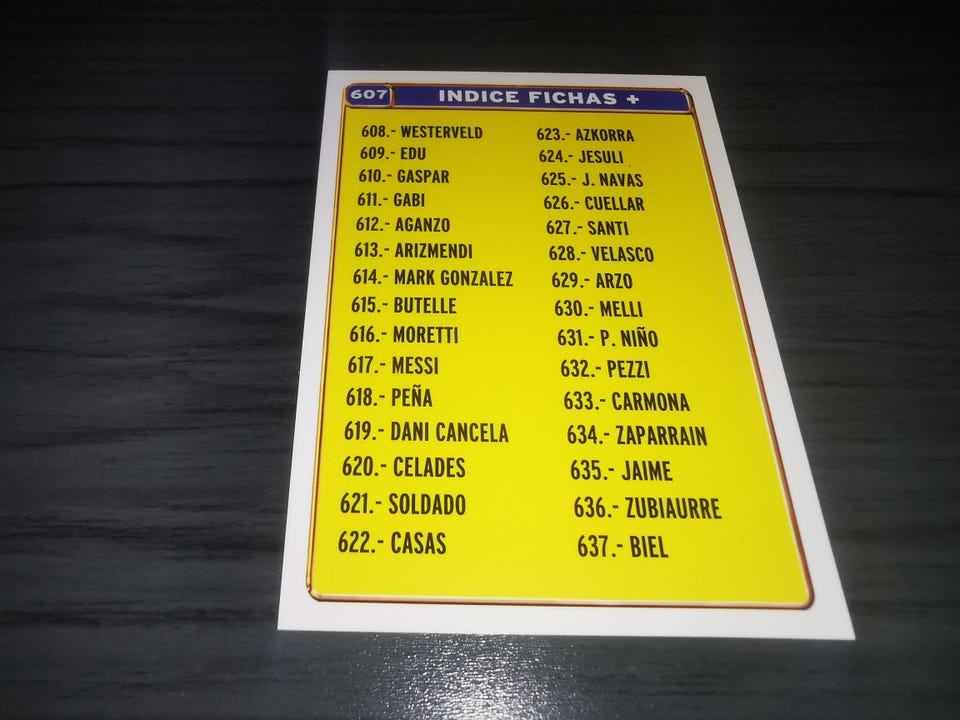 607 INDICE FICHAS +
608.- WESTERVELD
609.- EDU
610.- GASPAR
611.- GABI
612.- AGANZO
613.- ARIZMENDI
614.- MARK GONZALEZ
615.- BUTELLE
616.- MORETTI
617.- MESSI
618.- PEÑA
619.- DANI CANCELA
620.- CELADES
621.- SOLDADO
622.- CASAS
623.- AZKORRA
624.- JESULI
625.- J. NAVAS
626.- CUELLAR
627.- SANTI
628.- VELASCO
629.- ARZO
630.- MELLI
631.- P. NIÑO
632.- PEZZI
633.- CARMONA
634.- ZAPARRAIN
635.- JAIME
636.- ZUBIAURRE
637.- BIEL